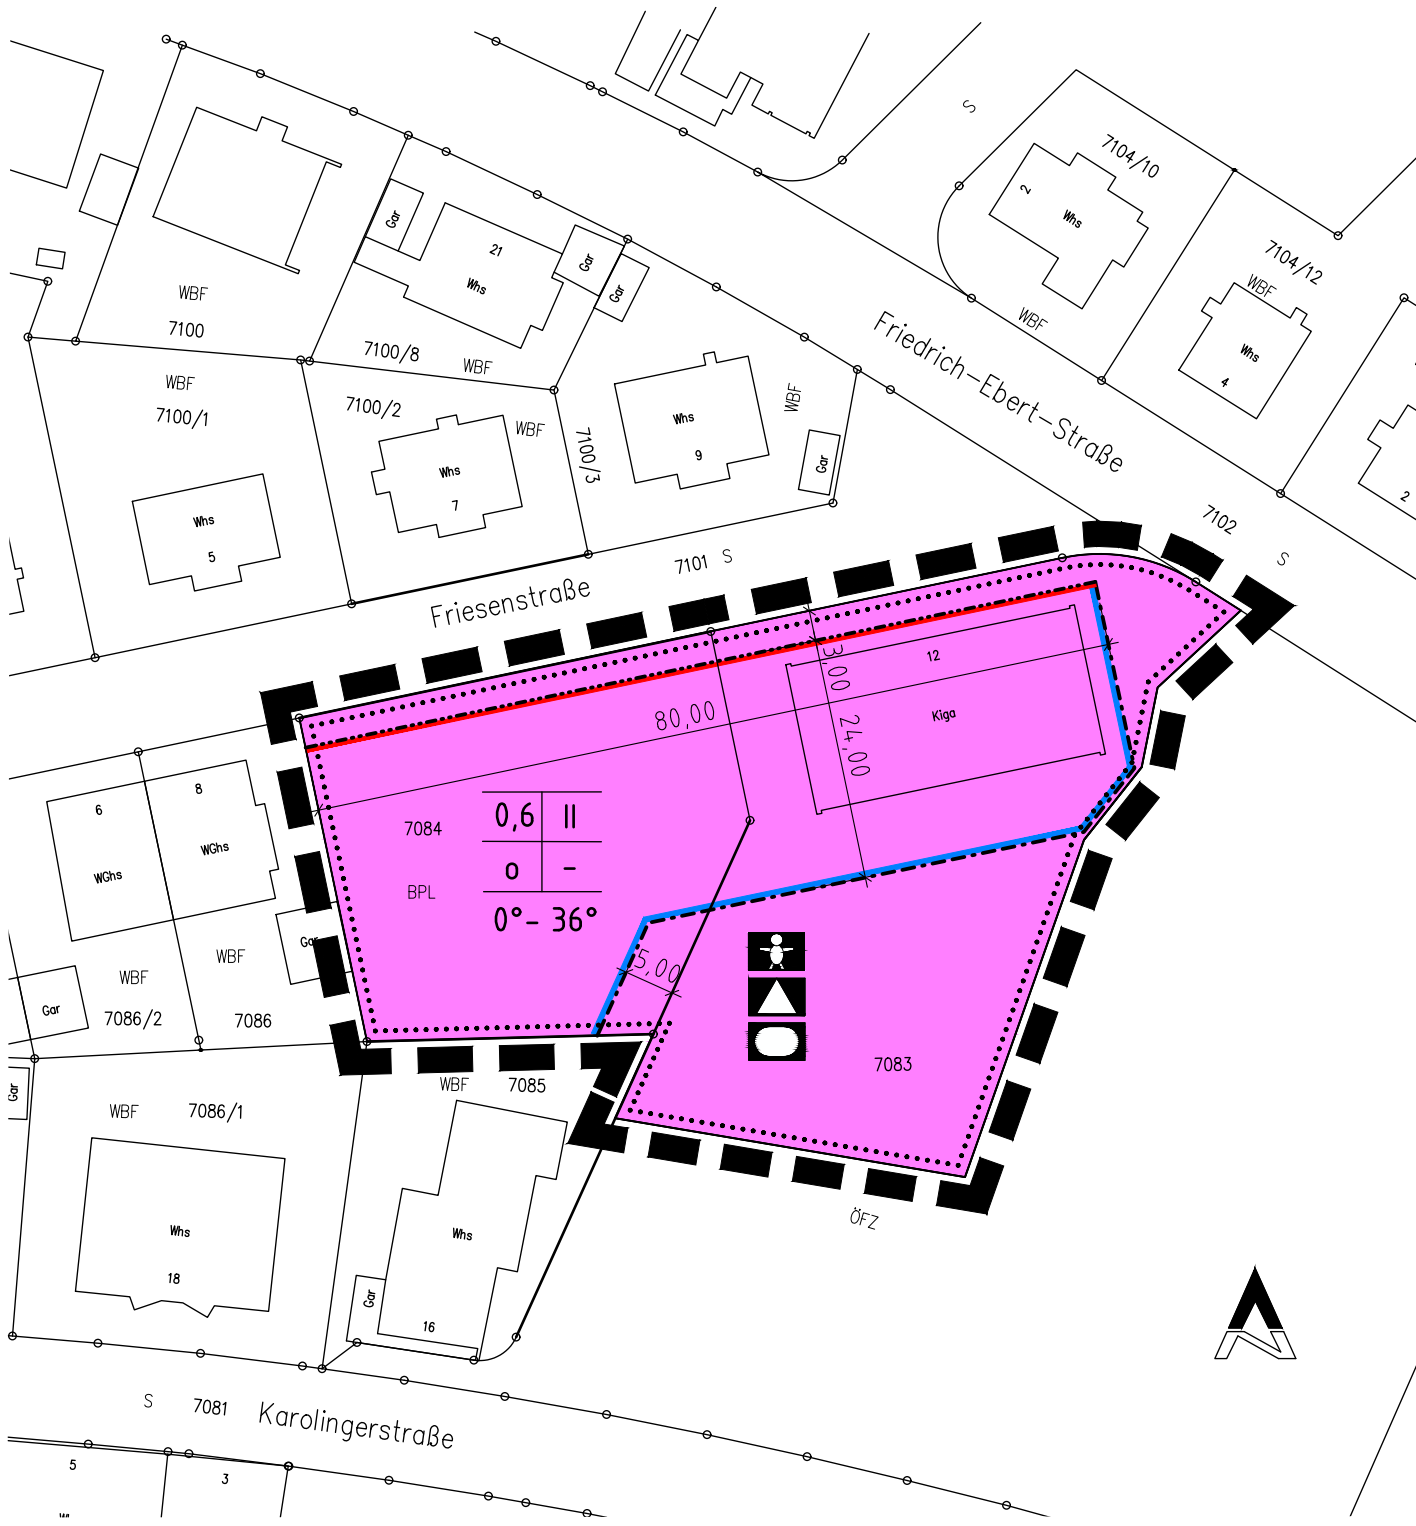 S
7104/10
2
Whs
7104/12
WBF
Whs
4
WBF
2
Gar
21
Whs
Gar
Gar
WBF
7100
7100/8
WBF
WBF
7100/1
7100/2
WBF
Whs
7
7100/3
Whs
9
WBF
Gar
Friedrich-Ebert-Straße
Whs
5
7102
S
7101 S
Friesenstraße
12
Kiga
3,00
24,00
80,00
6
WGhs
8
WGhs
7084
BPL
0,6 II
o -
0°- 36°
Gar
WBF
WBF
Gar
7086/2
7086
5,00
7083
Gar
WBF
7086/1
WBF
7085
Whs
18
Whs
Gar
16
ÖFZ
S
7081
Karolingerstraße
5
3